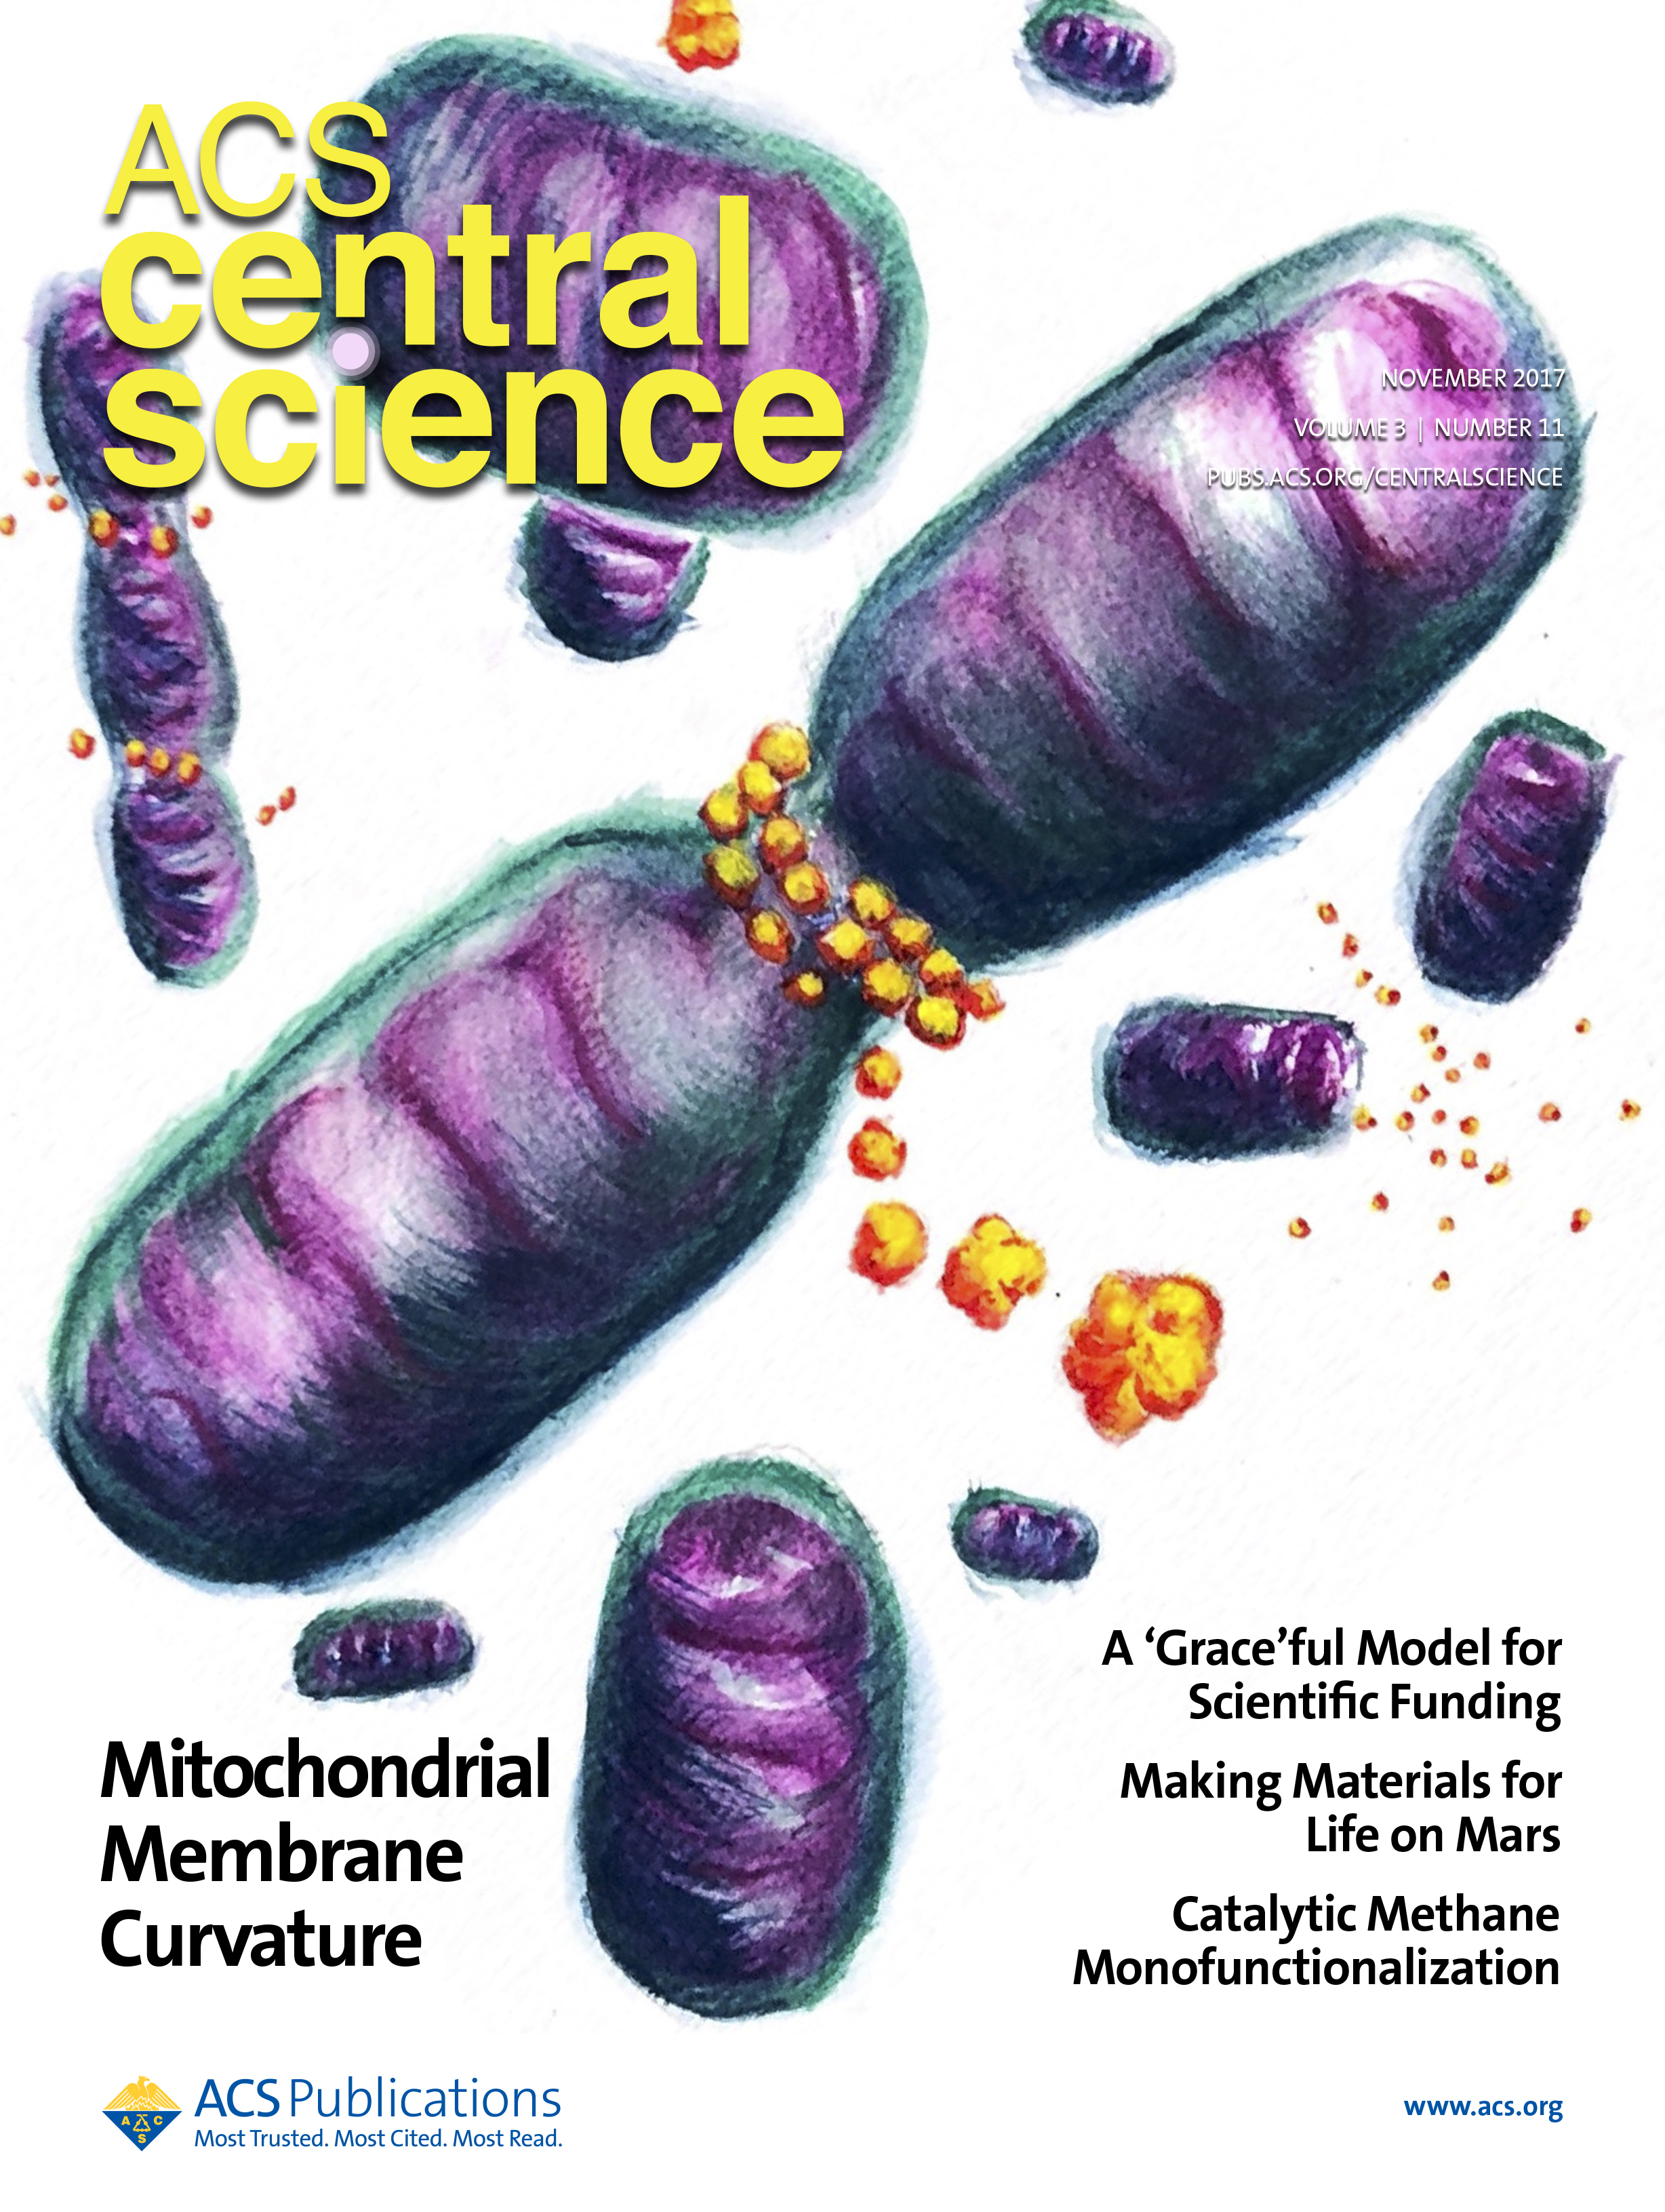 ACS
central
science
NOVEMBER 2017
VOLUME 3 | NUMBER 11
PUBS.ACS.ORG/CENTRALSCIENCE
A ‘Grace’ful Model for
Scientific Funding
Making Materials for
Life on Mars
Catalytic Methane
Monofunctionalization
Mitochondrial
Membrane
Curvature
A C
S
ACS Publications
Most Trusted. Most Cited. Most Read.
www.acs.org